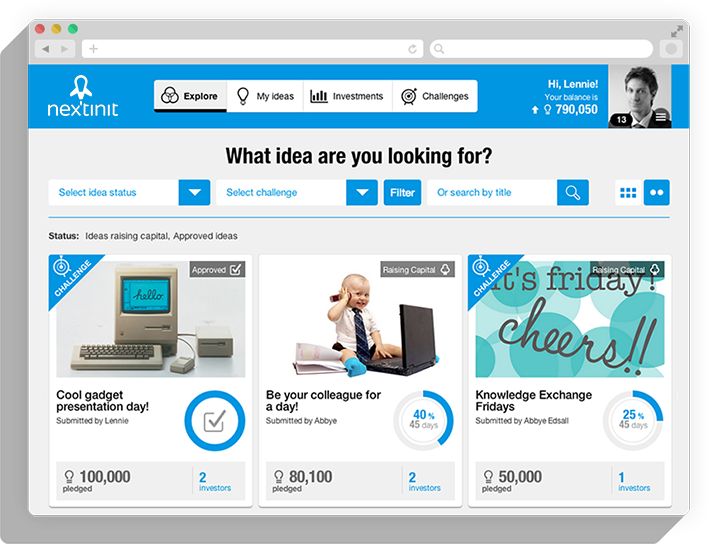 nextinit
Explore
My ideas
Investments
Challenges
Hi, Lennie!
Your balance is
790,050
13
What idea are you looking for?
Select idea status
Select challenge
Filter
Or search by title
Status: Ideas raising capital, Approved ideas
CHALLENGE
Approved
hello
Cool gadget
presentation day!
Submitted by Lennie
100,000
pledged
2
investors
Raising Capital
Be your colleague for
a day!
Submitted by Abbye
40 %
45 days
80,100
pledged
2
investors
CHALLENGE
Raising Capital
it's friday!
cheers!!
Knowledge Exchange
Fridays
Submitted by Abbye Edsall
25 %
45 days
50,000
pledged
1
investors